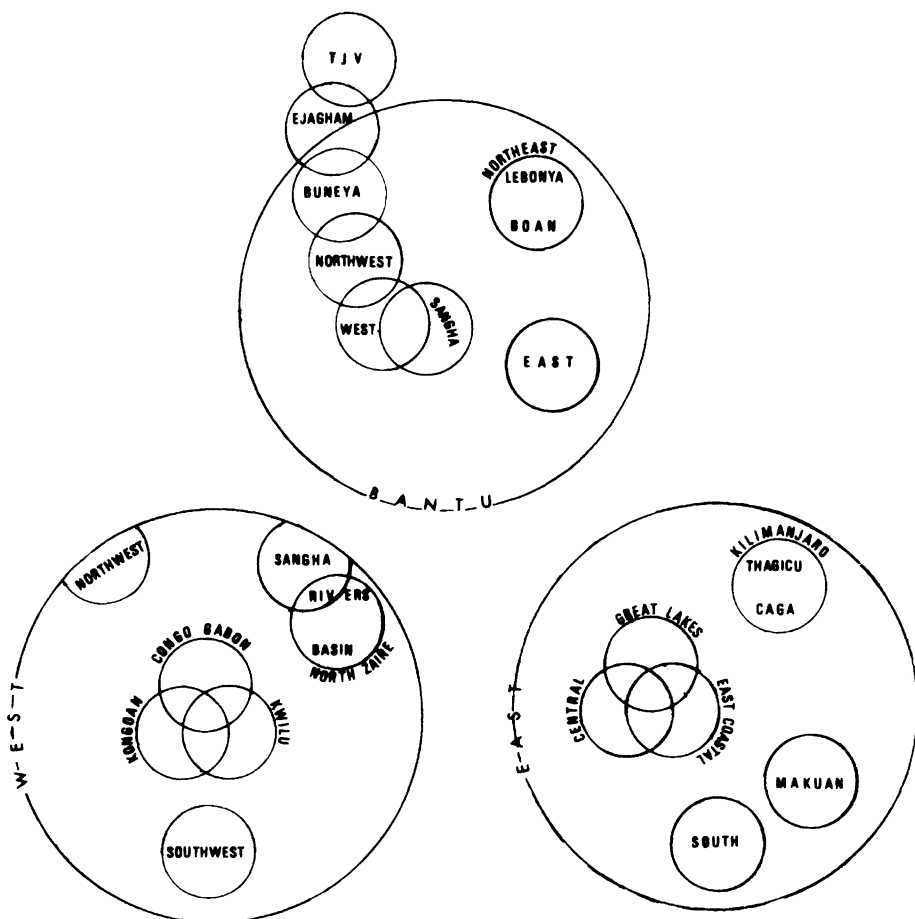 TJV
EJAGHAM
BUNEYA
NORTHWEST
WEST
SANGHA
NORTHEAST
LEBONYA
BOAN
EAST
B_A_N_T_U
NORTHWEST
SANGHA
RIVERS
BASIN
NORTH ZAIRE
CONGO GABON
KONGOAN
KWILU
SOUTHWEST
W-E-S-T
KILIMANJARO
THAGICU
CAGA
GREAT LAKES
CENTRAL
EAST COASTAL
MAKUAN
SOUTH
E-A-S-T